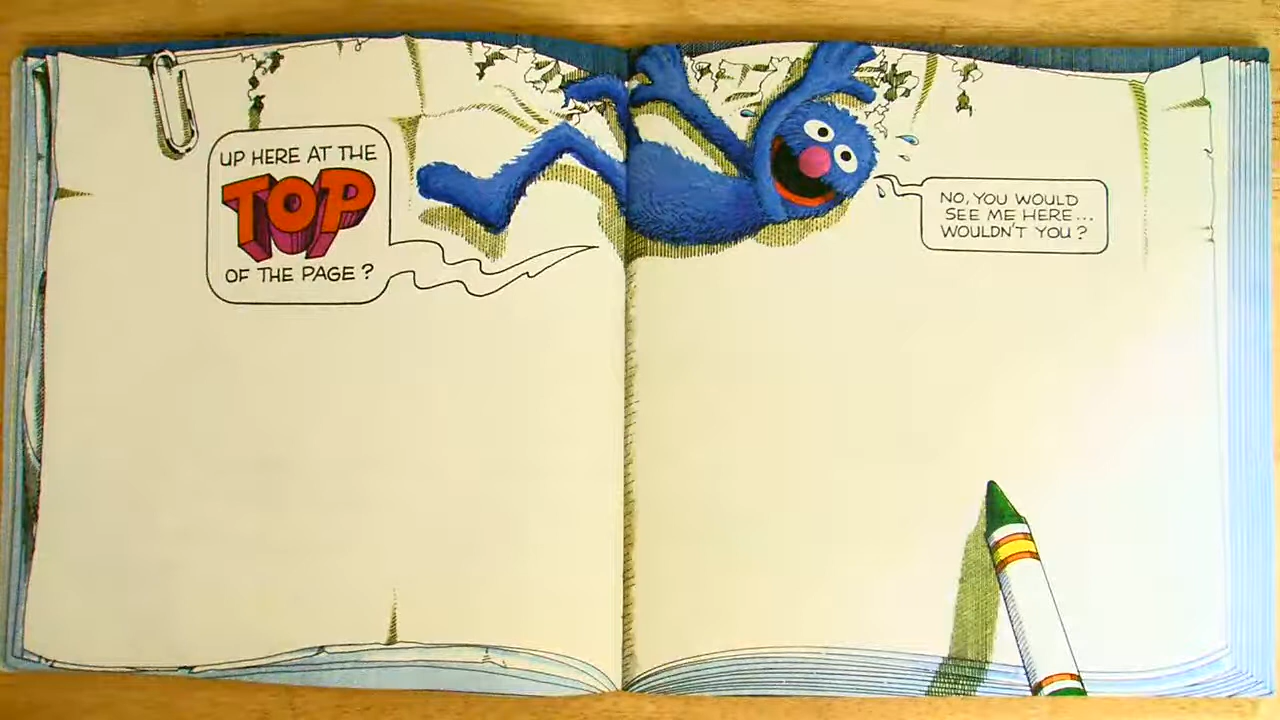 UP HERE AT THE
TOP
OF THE PAGE?
NO, YOU WOULD
SEE ME HERE...
WOULDN'T YOU?